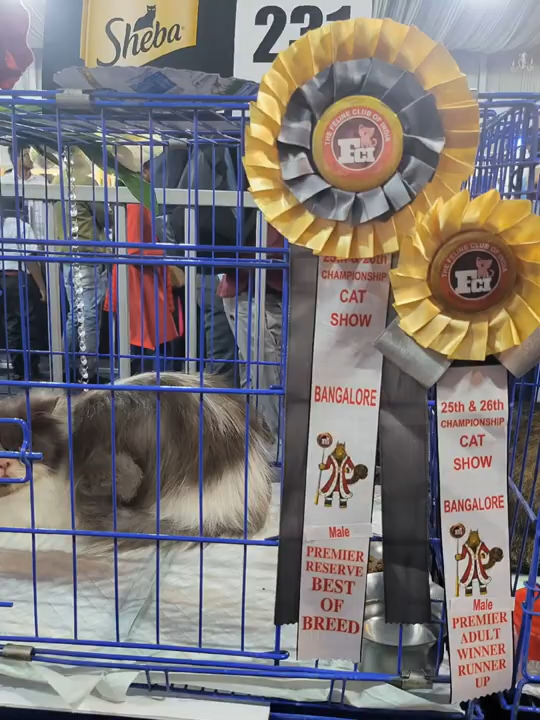 Sheba
231
THE FELINE CLUB OF INDIA
FCI
25th & 26th
CHAMPIONSHIP
CAT
SHOW
BANGALORE
Male
PREMIER
RESERVE
BEST
OF
BREED
THE FELINE CLUB OF INDIA
FCI
25th & 26th
CHAMPIONSHIP
CAT
SHOW
BANGALORE
Male
PREMIER
ADULT
WINNER
RUNNER
UP